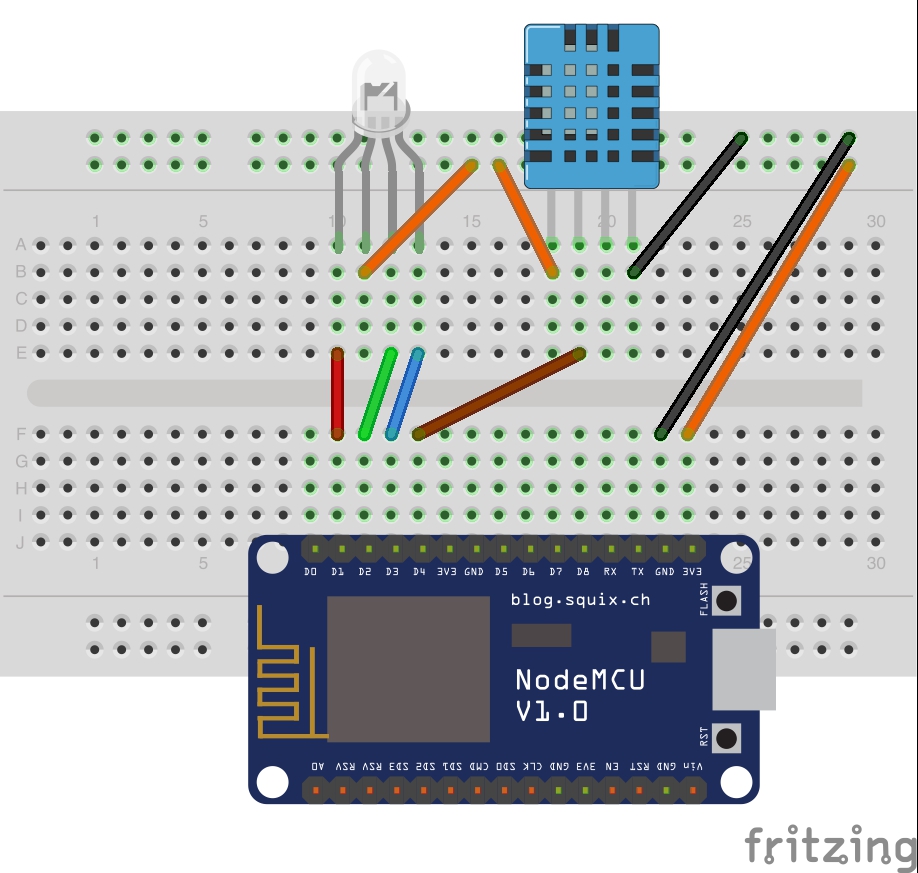 1 5 10 15 20 25 30
A
B
C
D
E
F
G
H
I
J
1 5 25 30
D0 D1 D2 D3 D4 3V3 GND D5 D6 D7 D8 RX TX GND 3V3
blog.squix.ch
FLASH
NodeMCU
V1.0
RST
A0 RSV RSV SD3 SD2 SD1 CMD SD0 CLK GND 3V3 EN RST GND Vin
fritzing